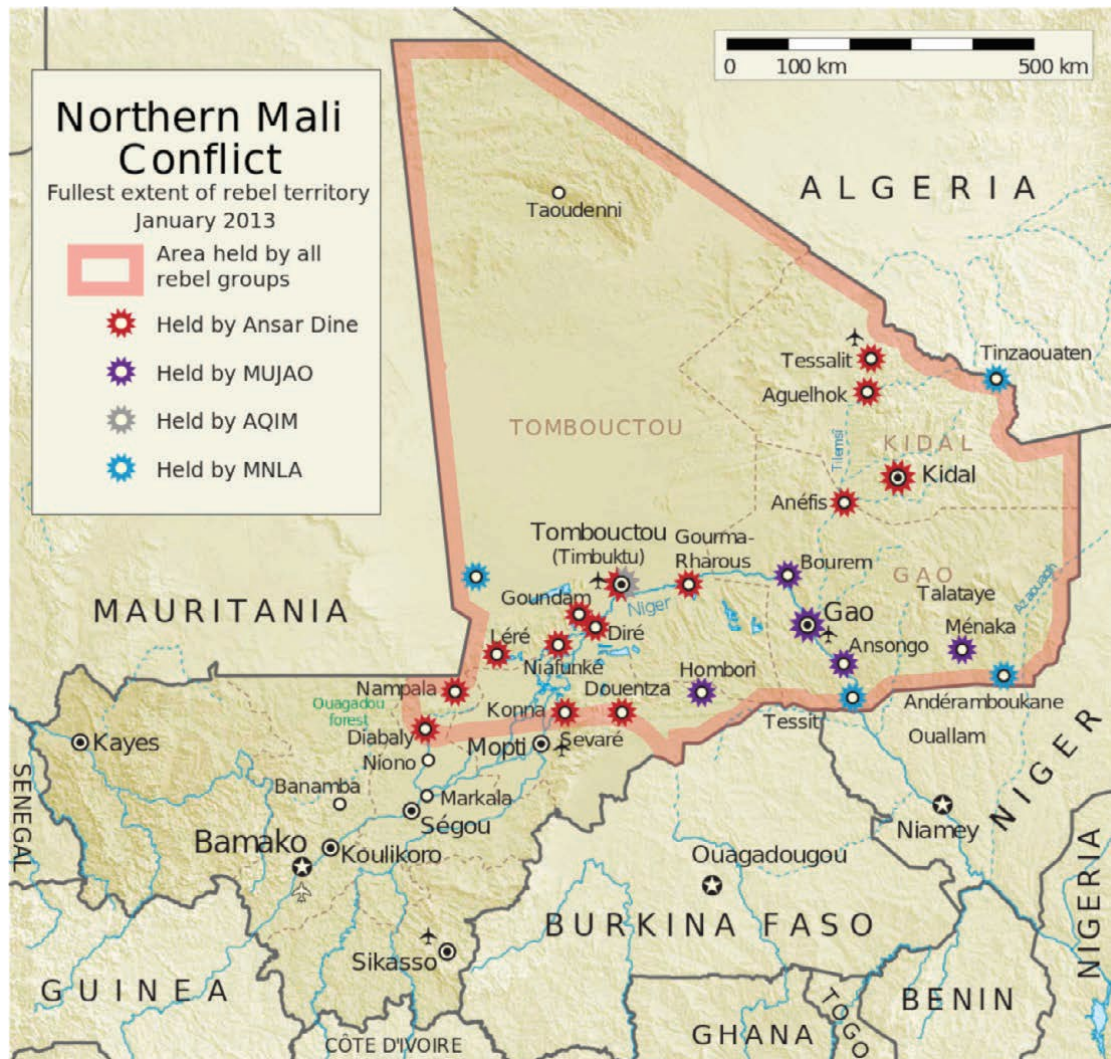 Northern Mali
Conflict
Fullest extent of rebel territory
January 2013
Area held by all
rebel groups
Held by Ansar Dine
Held by MUJAO
Held by AQIM
Held by MNLA
0 100 km 500 km
ALGERIA
Taoudenni
Tessalit
Tinzaouaten
Aguelhok
TOMBOUCTOU
Tilemsi
KIDAL
Kidal
Anéfis
Tombouctou
(Timbuktu)
Gourma-
Rharous
Bourem
GAO
Talataye
Azaouagh
MAURITANIA
Goundam
Niger
Gao
Léré
Diré
Ménaka
Niafunké
Ansongo
Nampala
Douentza
Hombori
Ouagadou
forest
Konna
Andéramboukane
Tessit
Diabaly
Mopti
Sevaré
Ouallam
Kayes
Niono
NIGER
SENEGAL
Banamba
Markala
Ségou
Niamey
Bamako
Koulikoro
Ouagadougou
BURKINA FASO
NIGERIA
Sikasso
GUINEA
BENIN
TOGO
GHANA
CÔTE D'IVOIRE